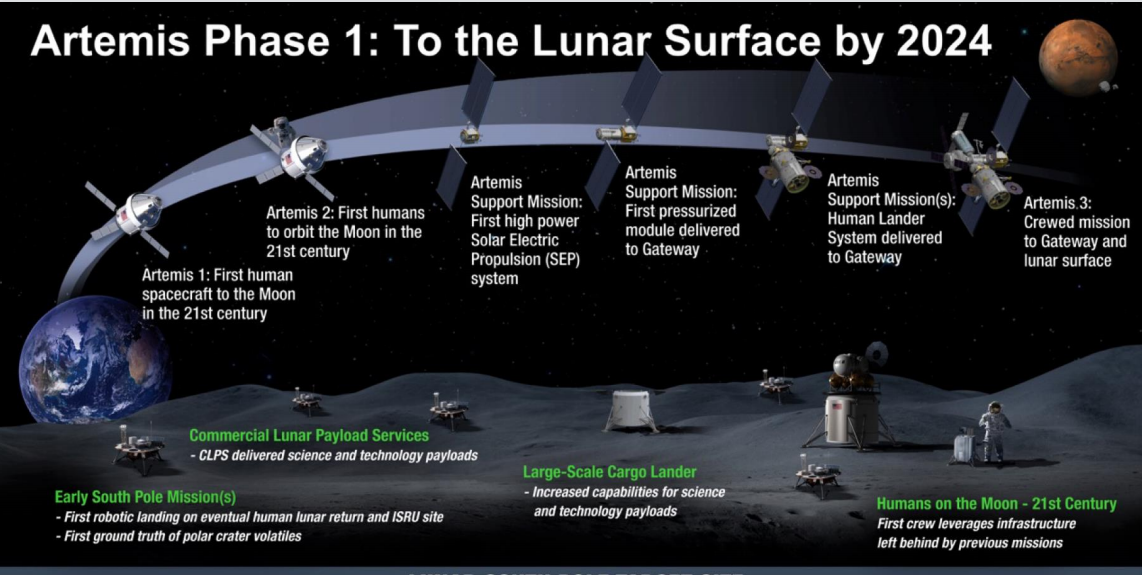 Artemis Phase 1: To the Lunar Surface by 2024
Artemis 1: First human
spacecraft to the Moon
in the 21st century
Artemis 2: First humans
to orbit the Moon in the
21st century
Artemis
Support Mission:
First high power
Solar Electric
Propulsion (SEP)
system
Artemis
Support Mission:
First pressurized
module delivered
to Gateway
Artemis
Support Mission(s):
Human Lander
System delivered
to Gateway
Artemis.3:
Crewed mission
to Gateway and
lunar surface
Commercial Lunar Payload Services
- CLPS delivered science and technology payloads
Early South Pole Mission(s)
- First robotic landing on eventual human lunar return and ISRU site
- First ground truth of polar crater volatiles
Large-Scale Cargo Lander
- Increased capabilities for science
and technology payloads
Humans on the Moon - 21st Century
First crew leverages infrastructure
left behind by previous missions